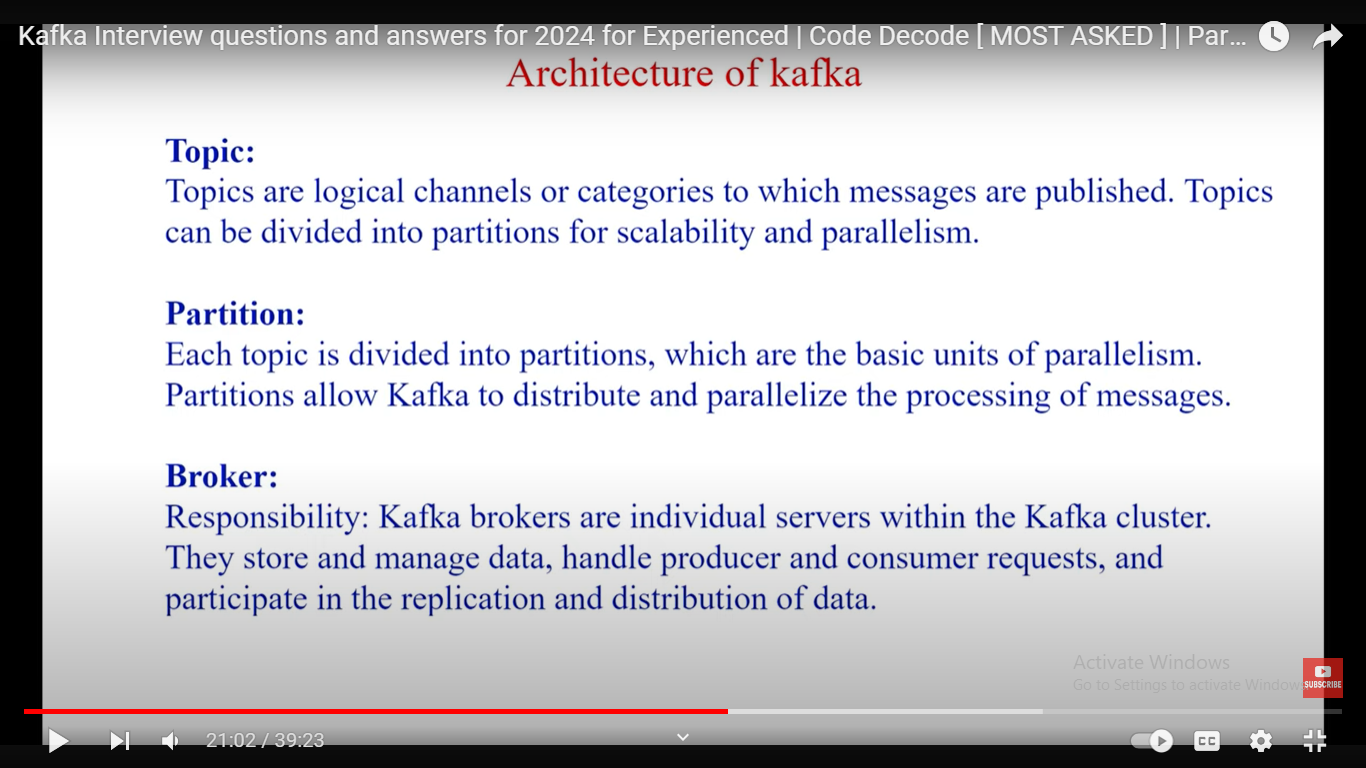 Kafka Interview questions and answers for 2024 for Experienced | Code Decode [ MOST ASKED ] | Par...
Architecture of kafka
Topic:
Topics are logical channels or categories to which messages are published. Topics
can be divided into partitions for scalability and parallelism.
Partition:
Each topic is divided into partitions, which are the basic units of parallelism.
Partitions allow Kafka to distribute and parallelize the processing of messages.
Broker:
Responsibility: Kafka brokers are individual servers within the Kafka cluster.
They store and manage data, handle producer and consumer requests, and
participate in the replication and distribution of data.
Activate Windows
Go to Settings to activate Windows
SUBSCRIBE
21:02 / 39:23
CC